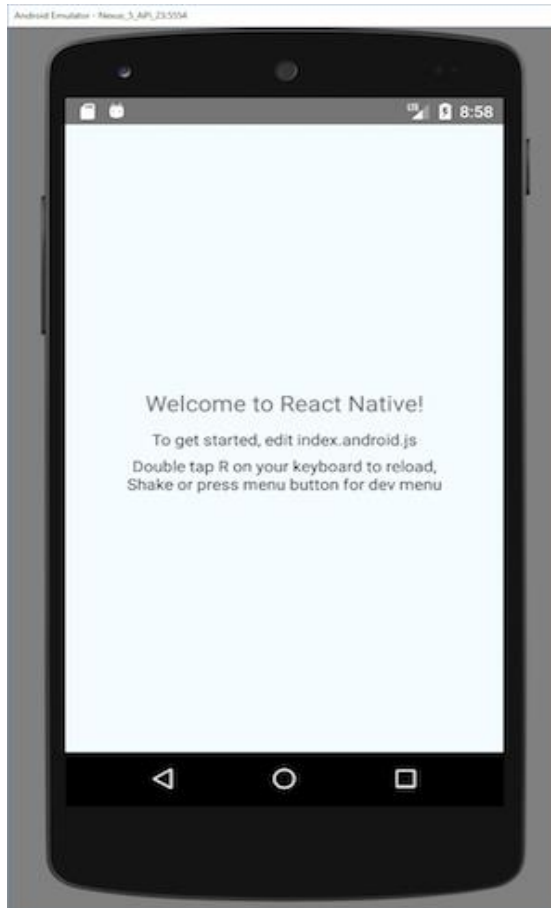 Android Emulator - Nexus_5_API_23:5554
LTE 8:58
Welcome to React Native!
To get started, edit index.android.js
Double tap R on your keyboard to reload,
Shake or press menu button for dev menu